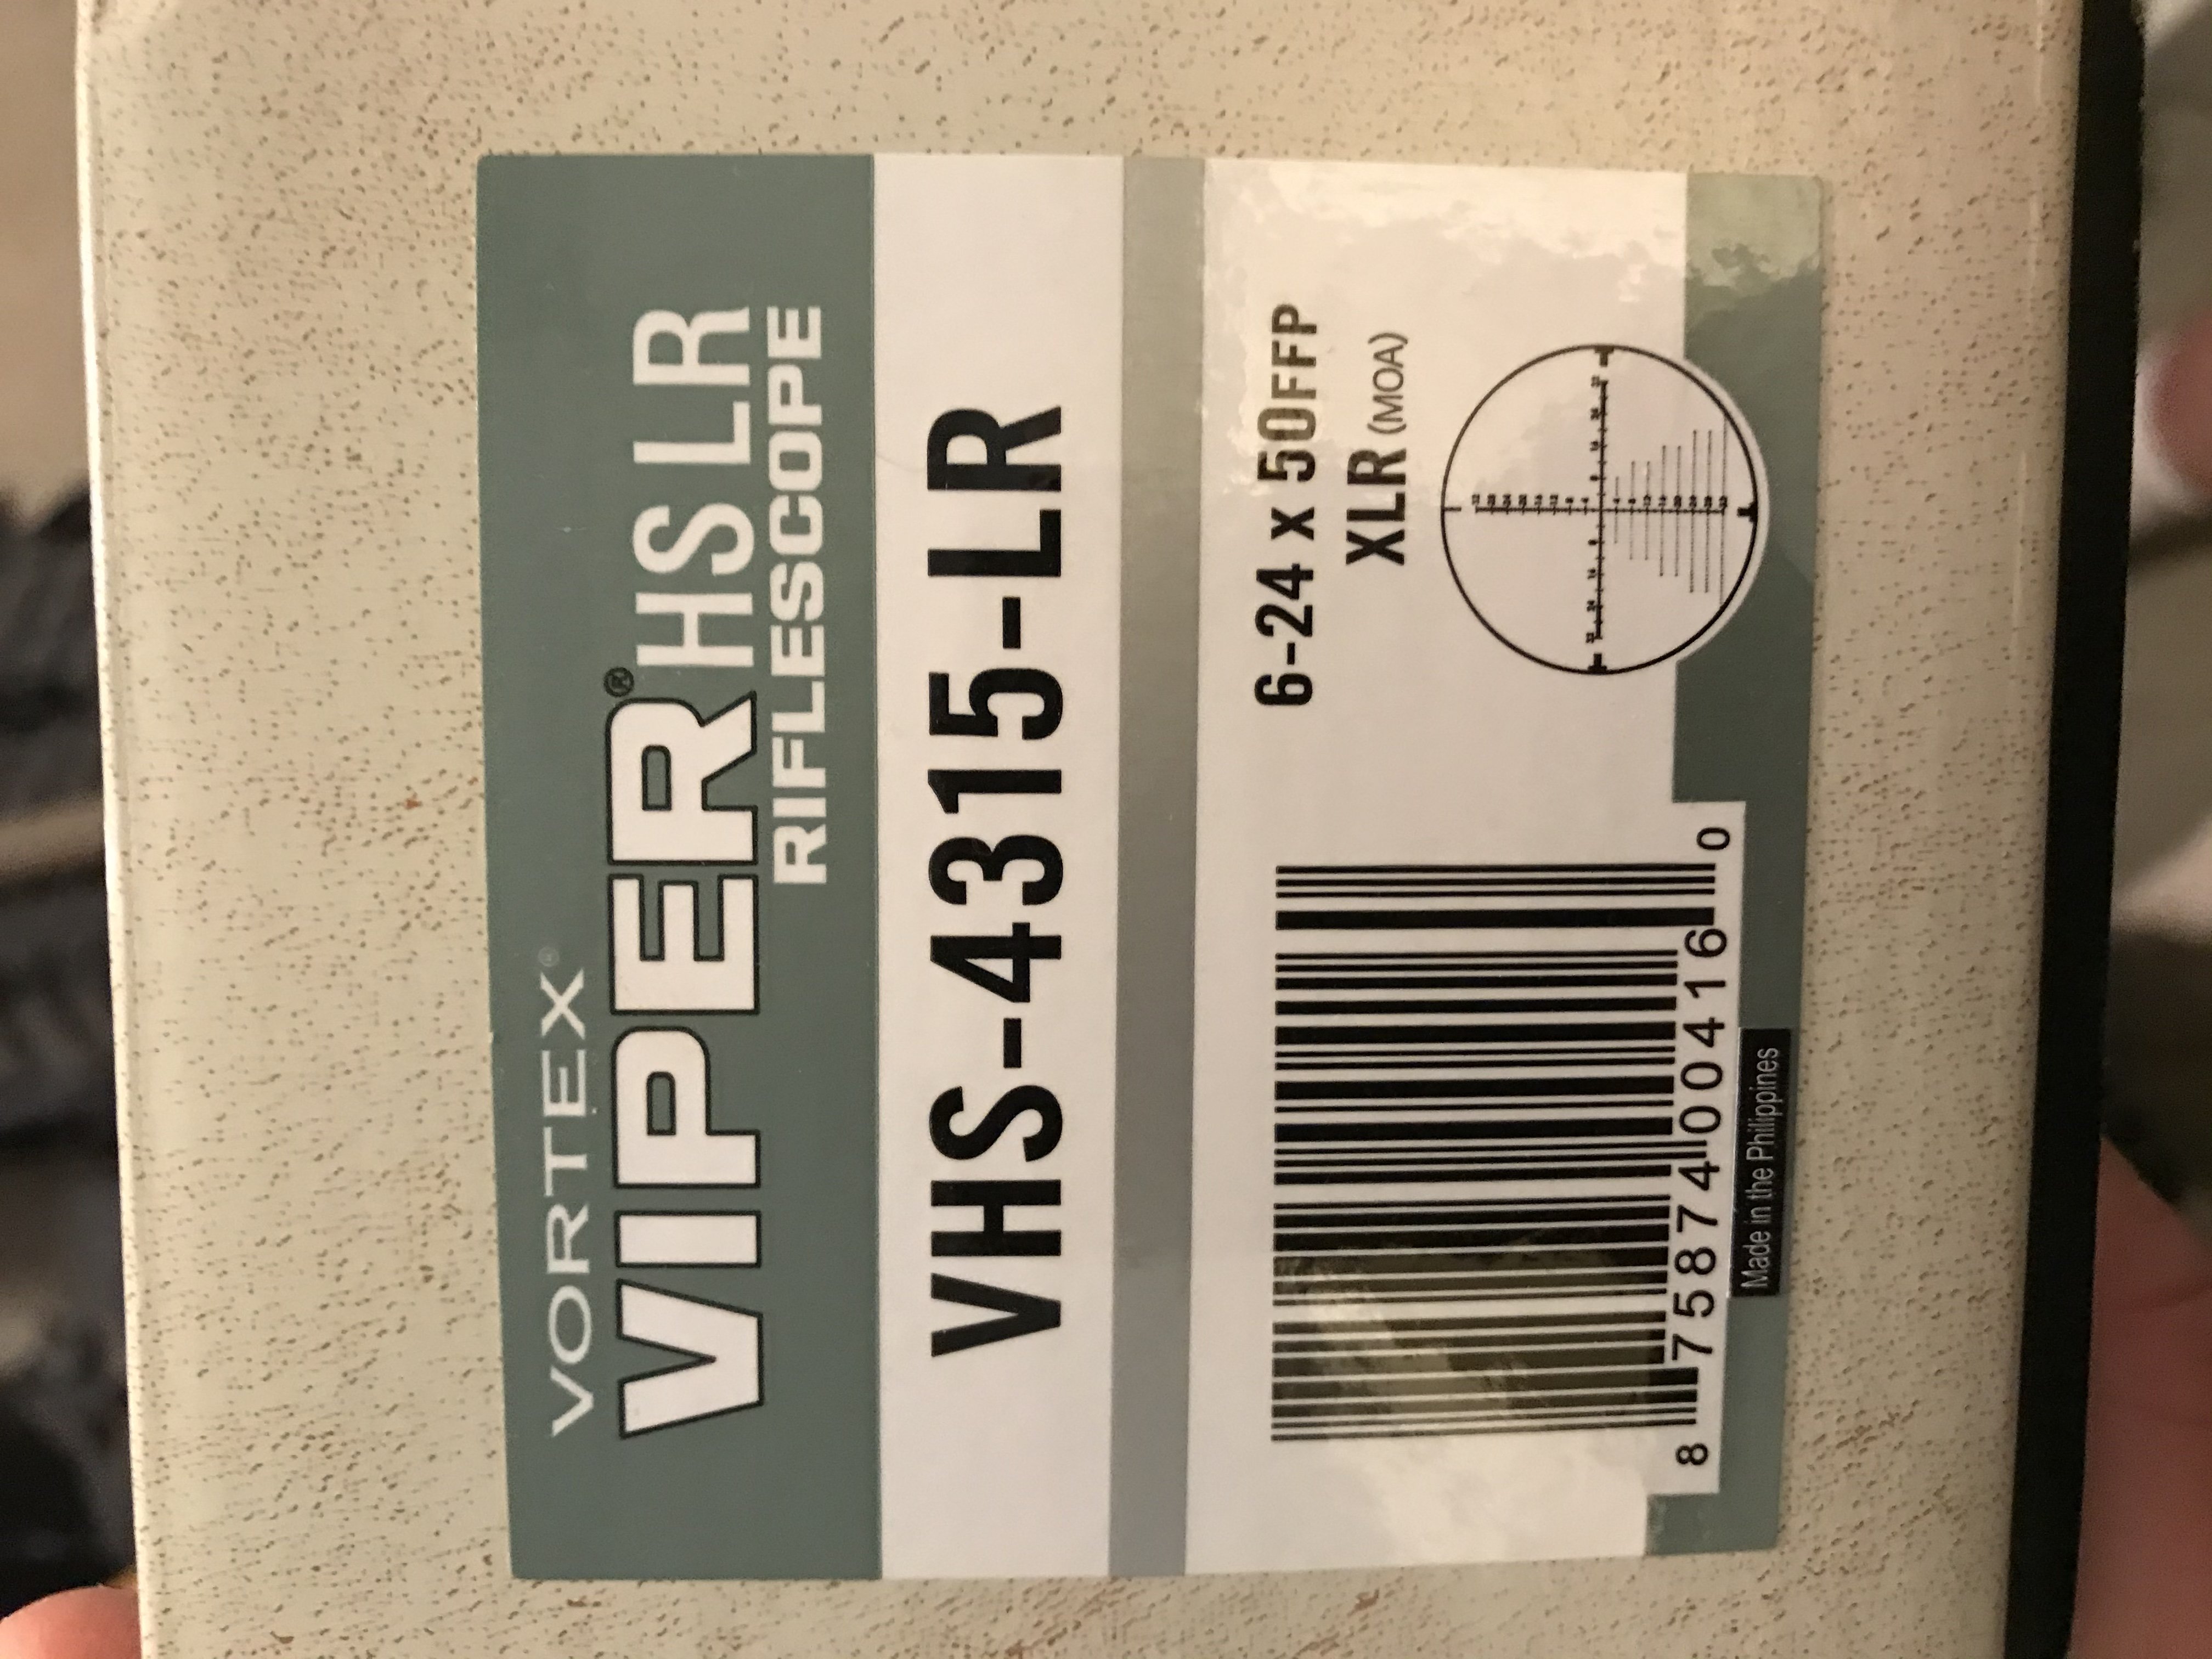 VORTEX®
VIPER® HS LR
RIFLESCOPE
VHS-4315-LR
6-24 x 50FFP
XLR (MOA)
8 75874 00416 0
Made in the Philippines